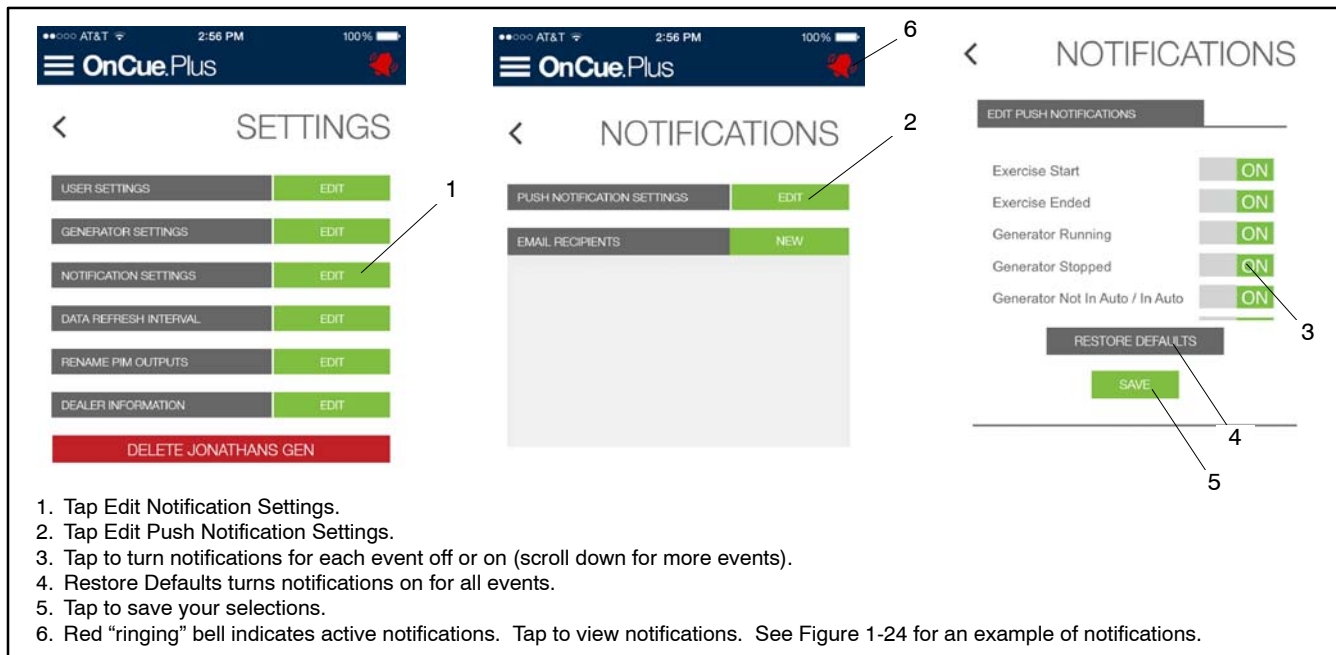 AT&T 2:56 PM 100%
OnCue.Plus
SETTINGS
USER SETTINGS EDIT
GENERATOR SETTINGS EDIT
NOTIFICATION SETTINGS EDIT
DATA REFRESH INTERVAL EDIT
RENAME PIM OUTPUTS EDIT
DEALER INFORMATION EDIT
DELETE JONATHANS GEN
1
AT&T 2:56 PM 100%
OnCue.Plus
6
NOTIFICATIONS
2
PUSH NOTIFICATION SETTINGS EDIT
EMAIL RECIPIENTS NEW
NOTIFICATIONS
EDIT PUSH NOTIFICATIONS
Exercise Start ON
Exercise Ended ON
Generator Running ON
Generator Stopped ON
Generator Not In Auto / In Auto ON
3
RESTORE DEFAULTS
SAVE
4
5
1. Tap Edit Notification Settings.
2. Tap Edit Push Notification Settings.
3. Tap to turn notifications for each event off or on (scroll down for more events).
4. Restore Defaults turns notifications on for all events.
5. Tap to save your selections.
6. Red “ringing” bell indicates active notifications. Tap to view notifications. See Figure 1-24 for an example of notifications.